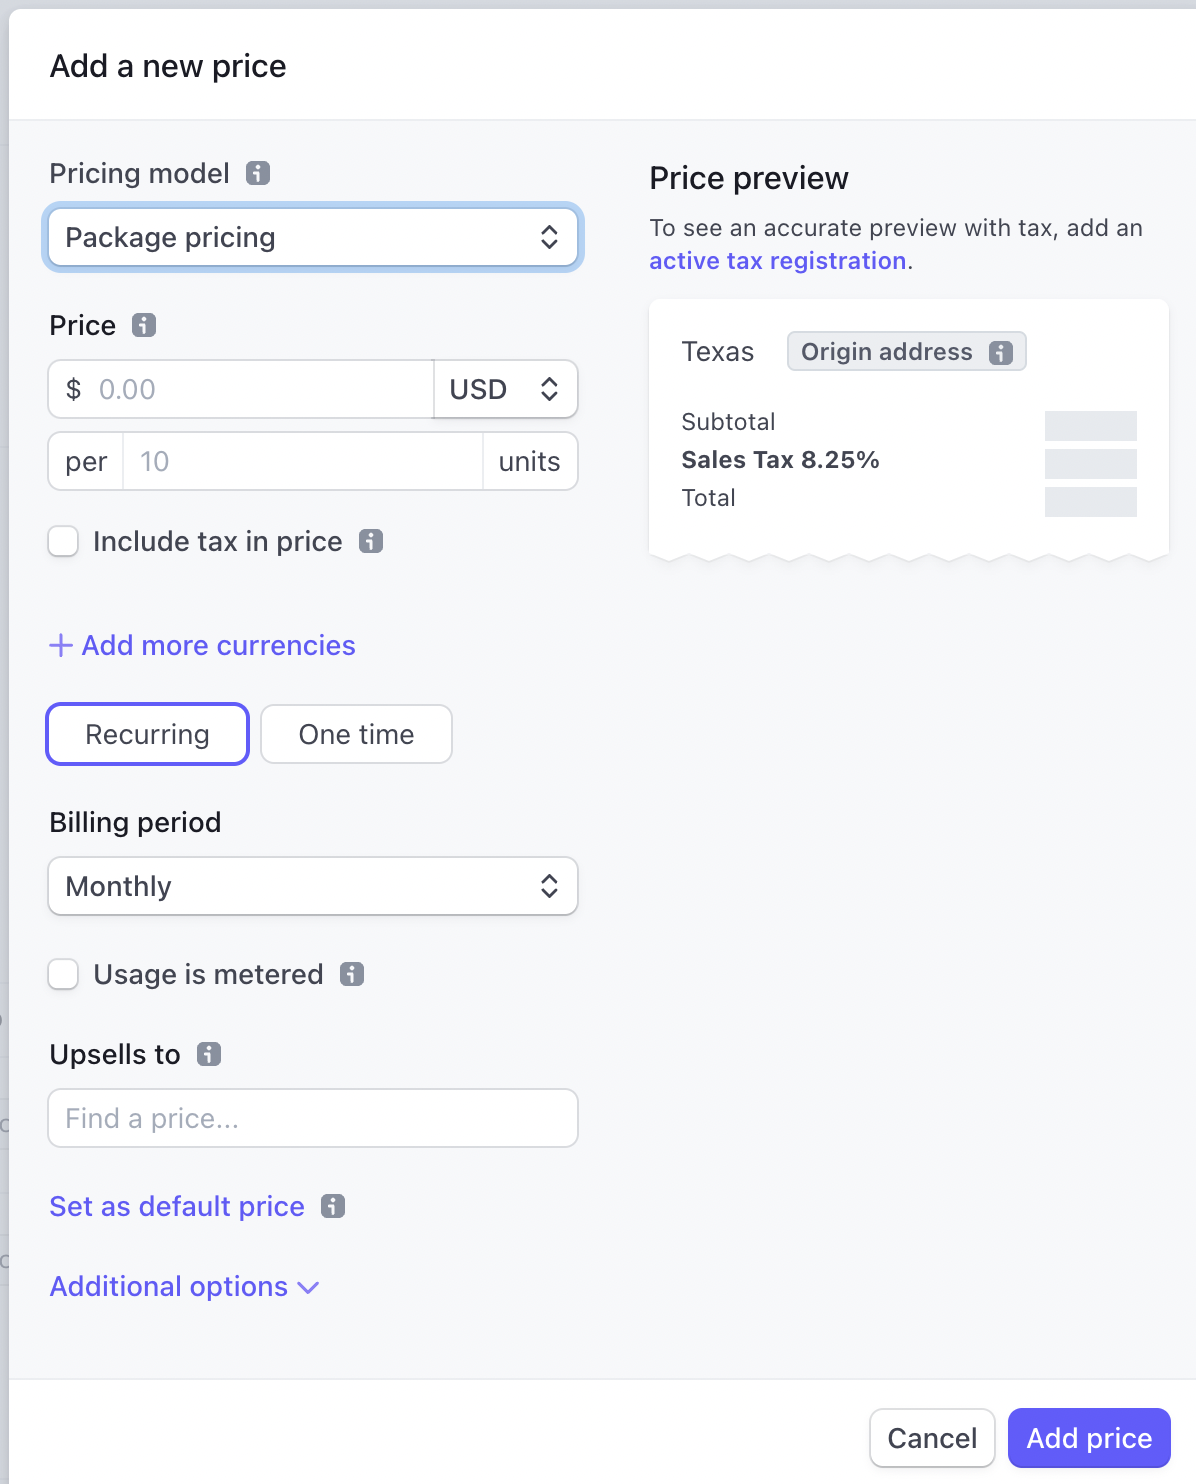 Add a new price
Pricing model
Package pricing
Price
$ 0.00 USD
per 10 units
Include tax in price
+ Add more currencies
Recurring One time
Billing period
Monthly
Usage is metered
Upsells to
Find a price...
Set as default price
Additional options
Price preview
To see an accurate preview with tax, add an
active tax registration.
Texas Origin address
Subtotal
Sales Tax 8.25%
Total
Cancel Add price